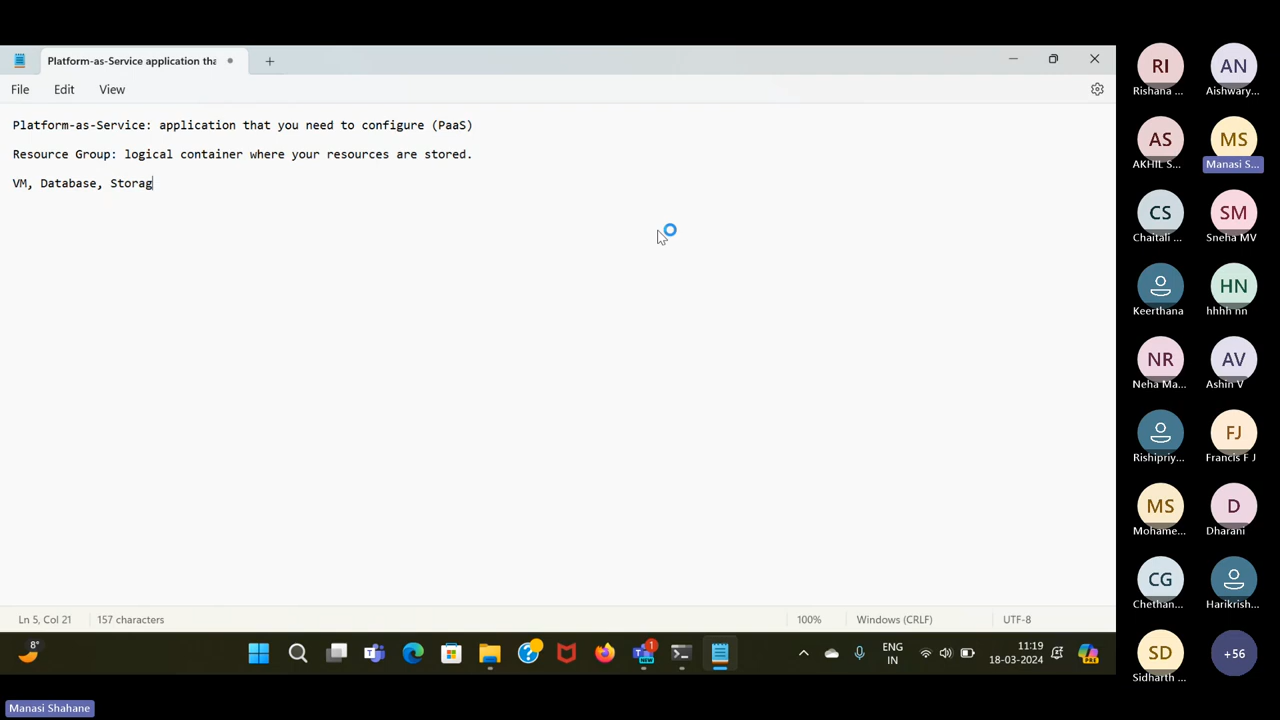 Platform-as-Service application tha
File
Edit
View
Platform-as-Service: application that you need to configure (PaaS)
Resource Group: logical container where your resources are stored.
VM, Database, Storag
Ln 5, Col 21
157 characters
100%
Windows (CRLF)
UTF-8
8°
1
NEW
ENG
IN
11:19
18-03-2024
PRE
Manasi Shahane
RI
Rishana ...
AN
Aishwary...
AS
AKHIL S...
MS
Manasi S...
CS
Chaitali ...
SM
Sneha MV
Keerthana
HN
hhhh nn
NR
Neha Ma...
AV
Ashin V
Rishipriy...
FJ
Francis F J
MS
Mohame...
D
Dharani
CG
Chethan...
Harikrish...
SD
Sidharth ...
+56